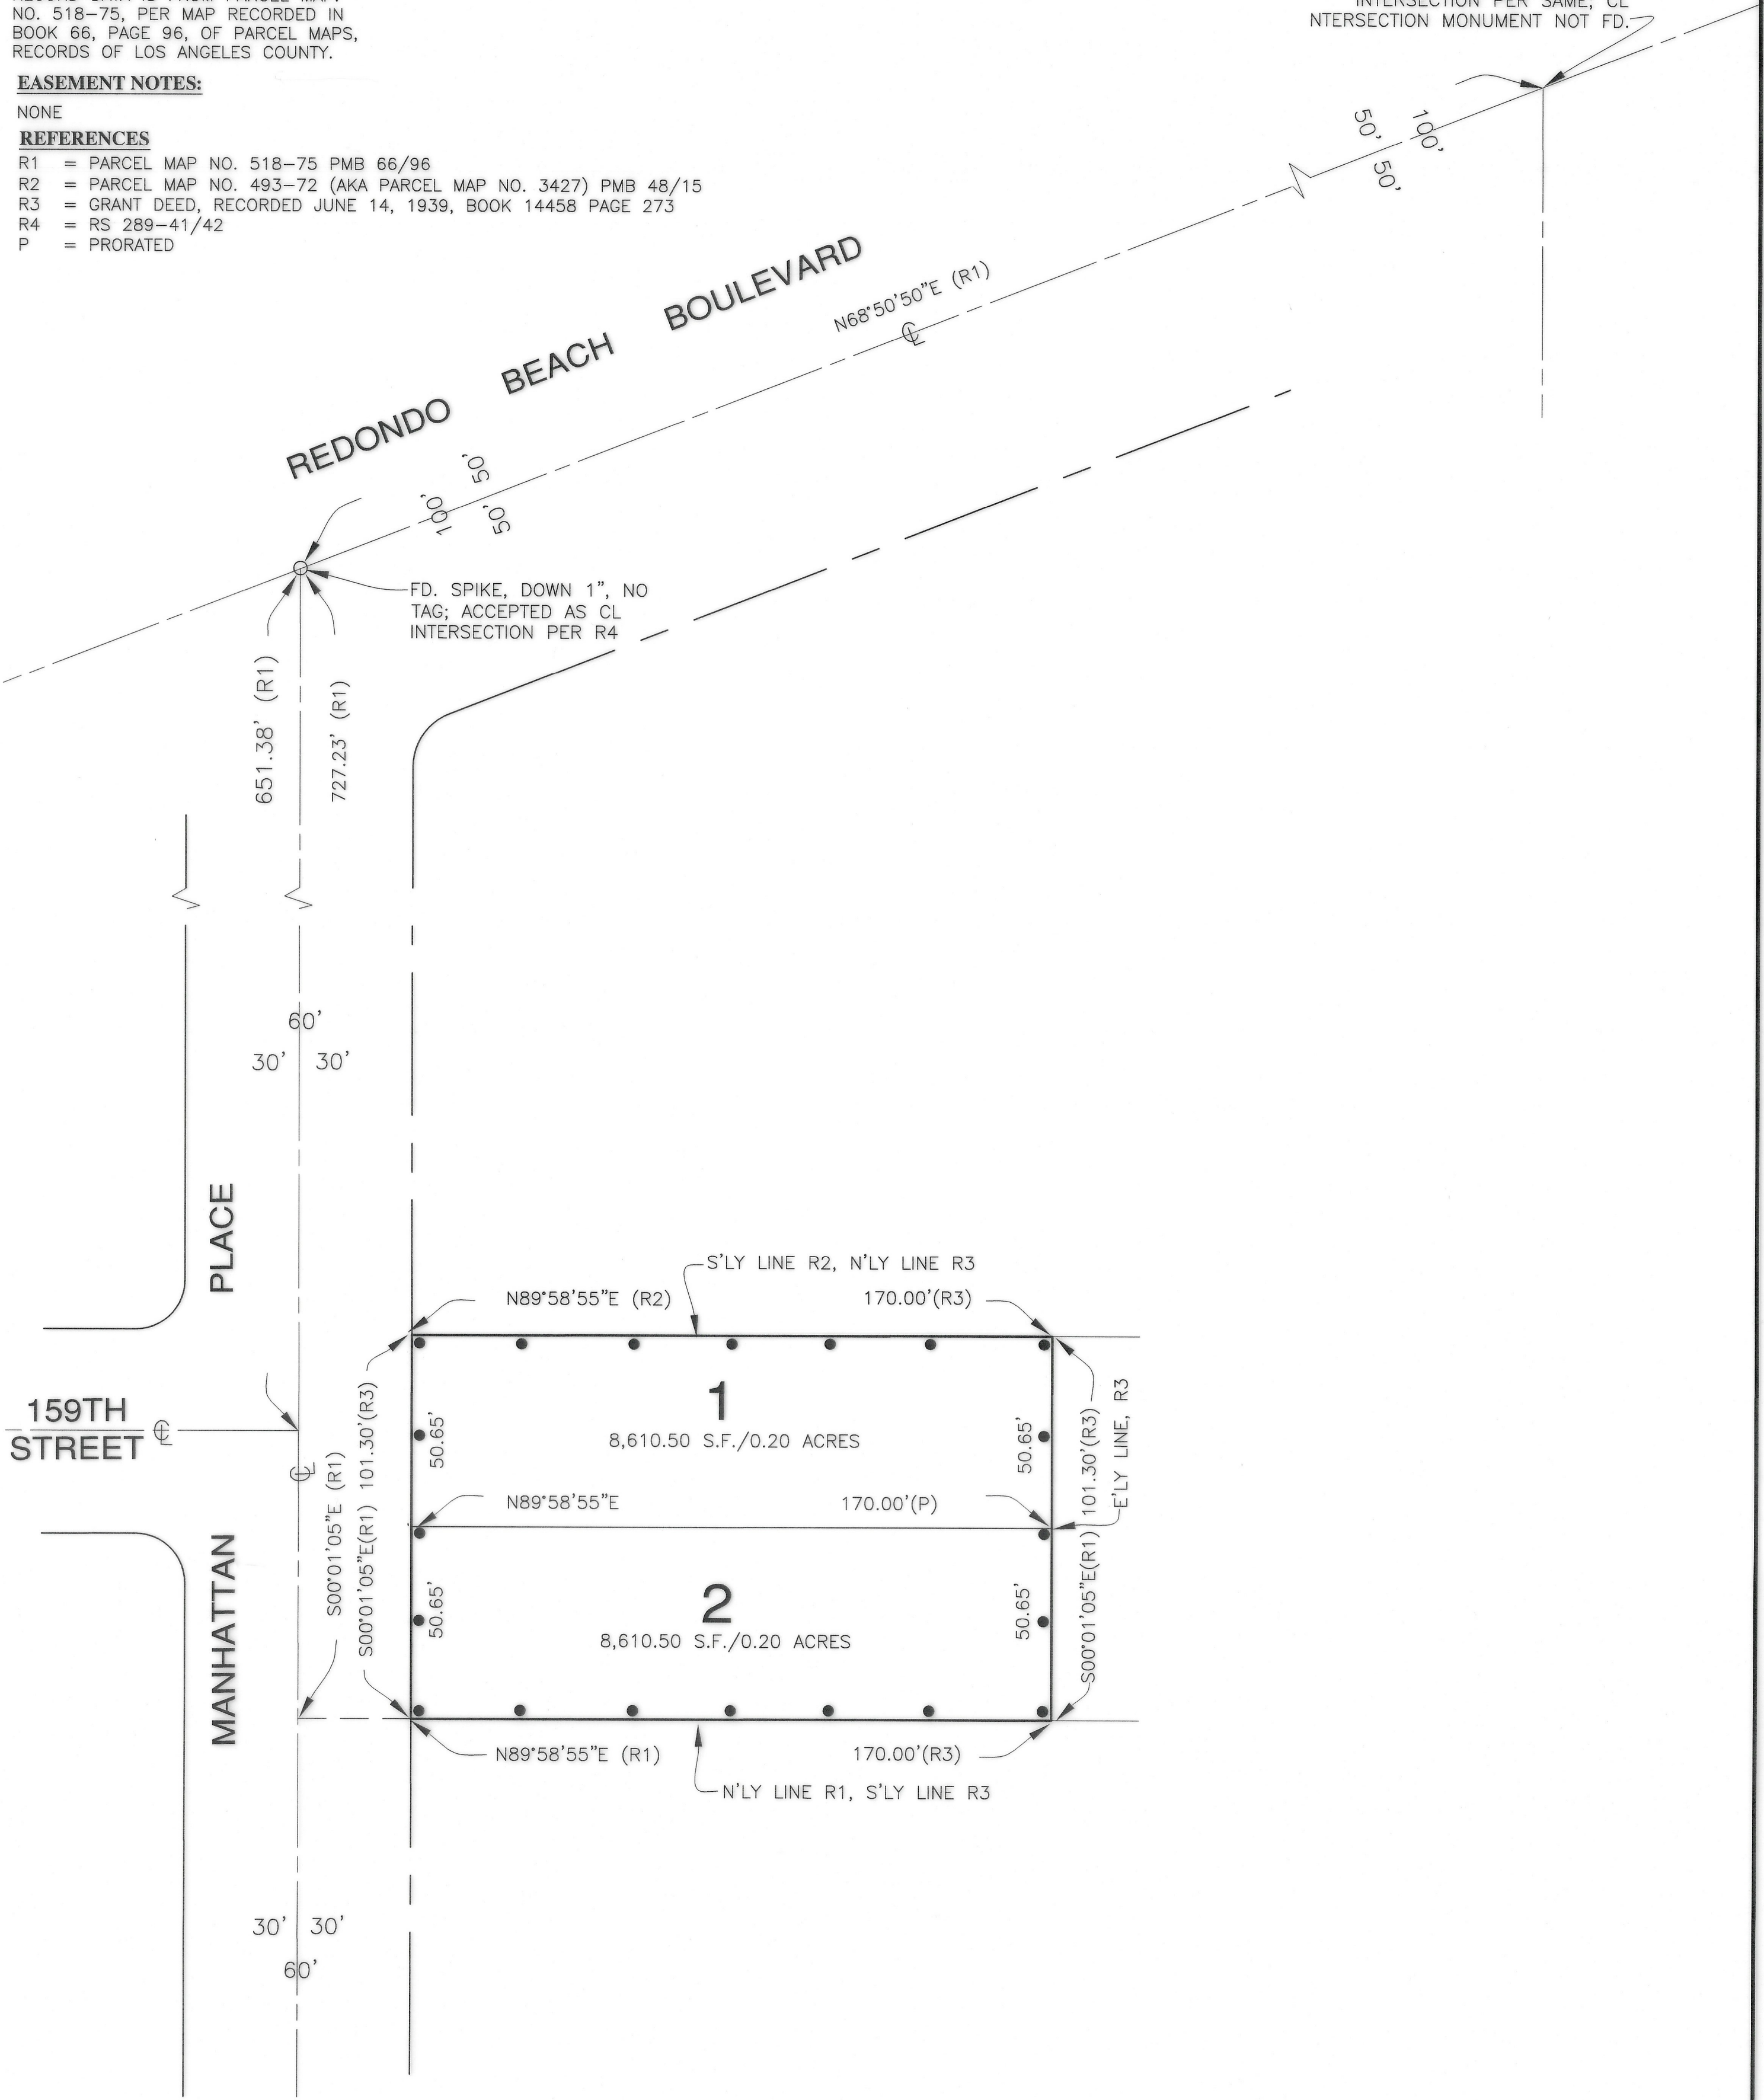 NO. 518-75, PER MAP RECORDED IN
BOOK 66, PAGE 96, OF PARCEL MAPS,
RECORDS OF LOS ANGELES COUNTY.
EASEMENT NOTES:
NONE
REFERENCES
R1 = PARCEL MAP NO. 518-75 PMB 66/96
R2 = PARCEL MAP NO. 493-72 (AKA PARCEL MAP NO. 3427) PMB 48/15
R3 = GRANT DEED, RECORDED JUNE 14, 1939, BOOK 14458 PAGE 273
R4 = RS 289-41/42
P = PRORATED
INTERSECTION PER SAME, CL
NTERSECTION MONUMENT NOT FD.
50' 100'
50'
REDONDO BEACH BOULEVARD
N68°50'50"E (R1)
℄
100' 50'
50'
FD. SPIKE, DOWN 1", NO
TAG; ACCEPTED AS CL
INTERSECTION PER R4
651.38' (R1)
727.23' (R1)
60'
30' 30'
MANHATTAN PLACE
159TH
STREET
℄
℄
S00°01'05"E (R1)
S00°01'05"E(R1) 101.30'(R3)
S'LY LINE R2, N'LY LINE R3
N89°58'55"E (R2) 170.00'(R3)
1
8,610.50 S.F./0.20 ACRES
50.65'
50.65'
N89°58'55"E 170.00'(P)
S00°01'05"E(R1) 101.30'(R3)
E'LY LINE, R3
2
8,610.50 S.F./0.20 ACRES
50.65'
50.65'
N89°58'55"E (R1) 170.00'(R3)
N'LY LINE R1, S'LY LINE R3
30' 30'
60'